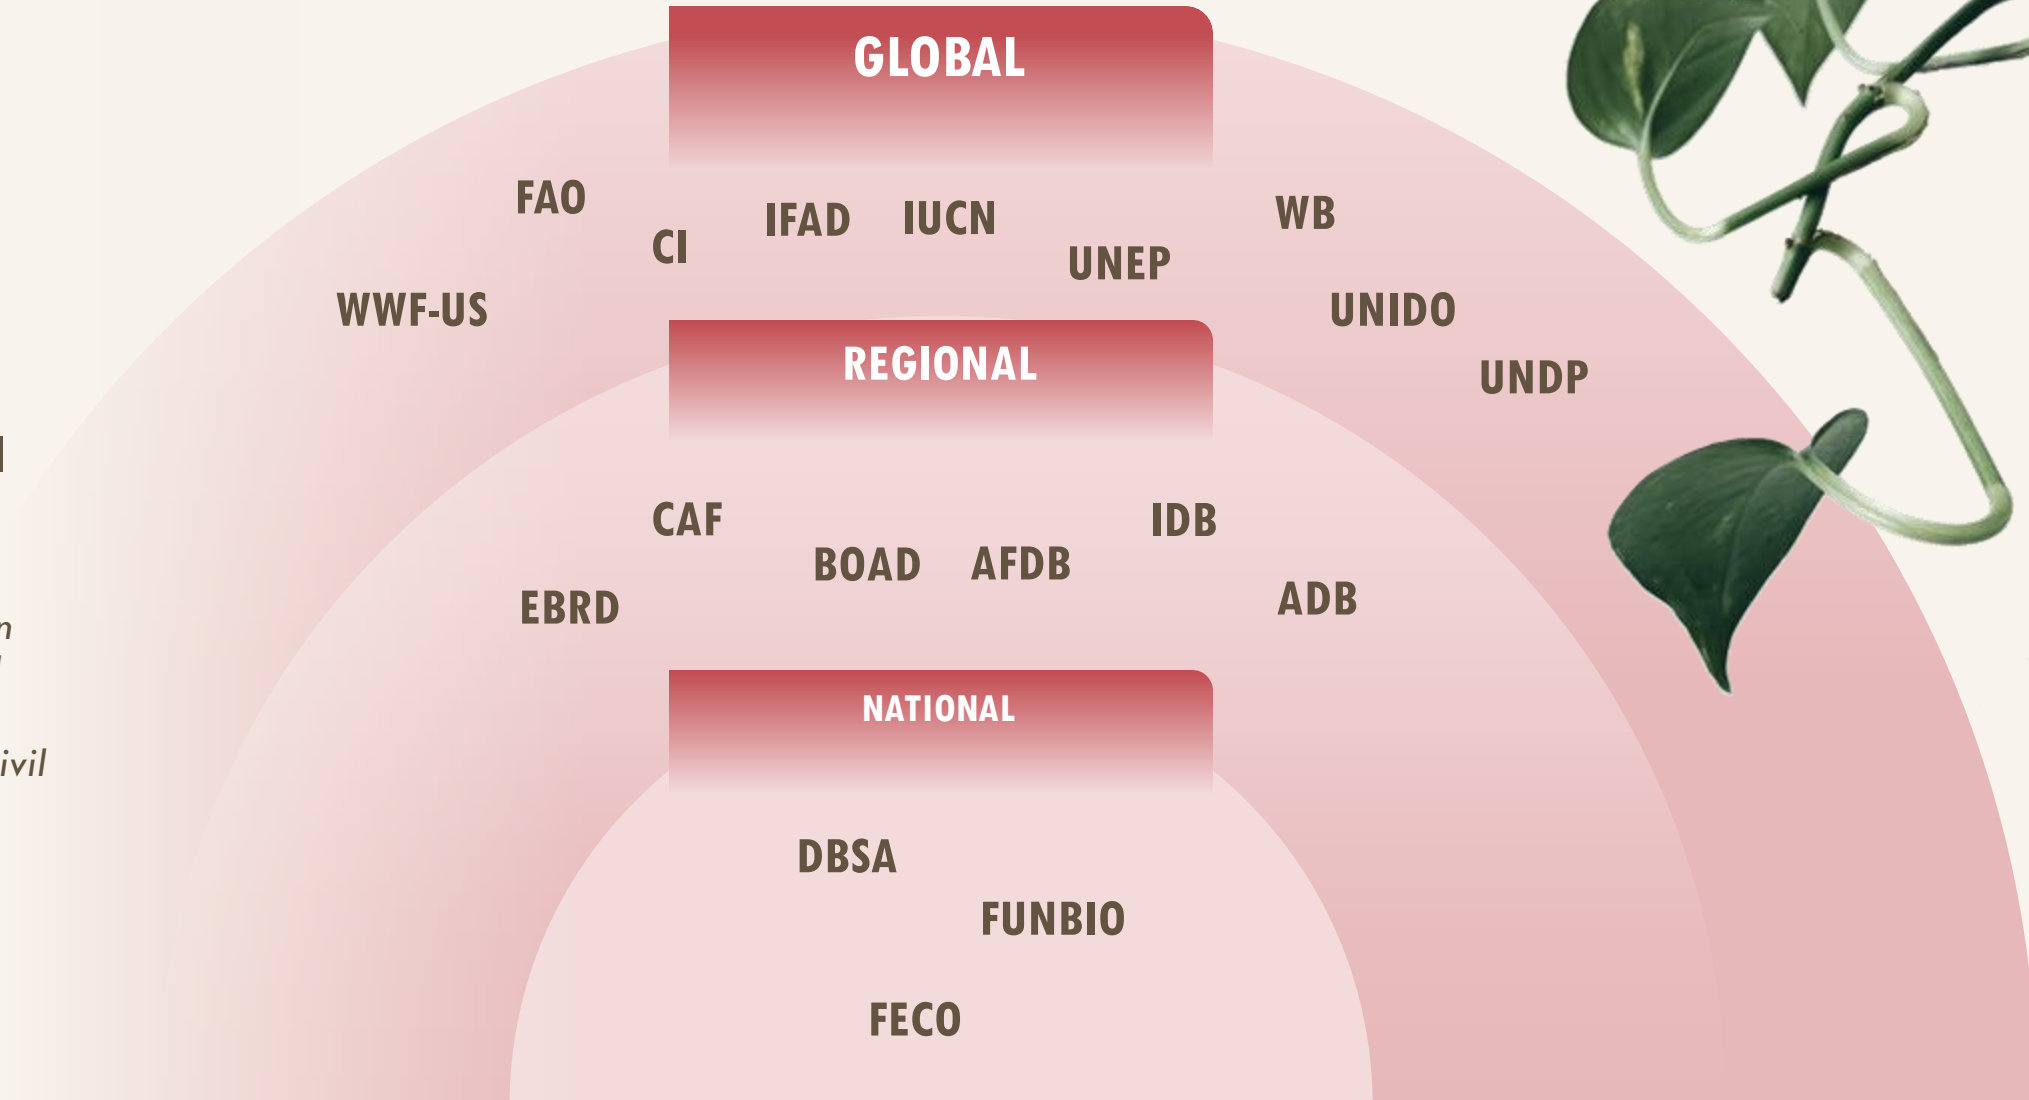 GLOBAL
FAO
WB
IFAD IUCN
CI
UNEP
WWF-US
UNIDO
REGIONAL
UNDP
CAF
IDB
BOAD AFDB
ADB
EBRD
NATIONAL
ivil
DBSA
FUNBIO
FECO